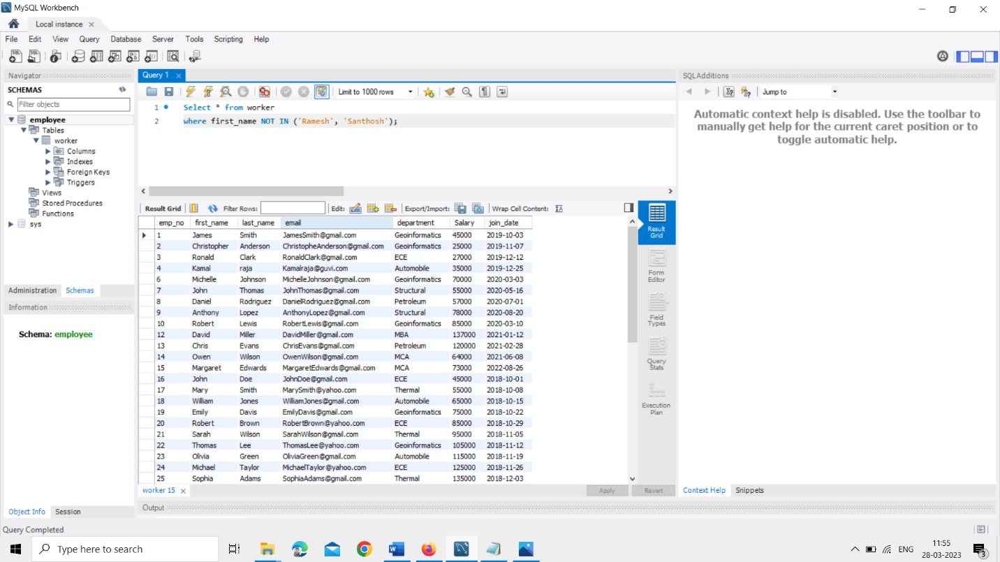 MySQL Workbench
Local instance
File Edit View Query Database Server Tools Scripting Help
Navigator
SCHEMAS
Filter objects
employee
Tables
worker
Columns
Indexes
Foreign Keys
Triggers
Views
Stored Procedures
Functions
sys
Administration Schemas
Information
Schema: employee
Object Info Session
Query 1
Limit to 1000 rows
1 Select * from worker
2 where first_name NOT IN ('Ramesh', 'Santhosh');
Result Grid Filter Rows: Edit: Export/Import: Wrap Cell Content:
emp_no first_name last_name email department Salary join_date
1 James Smith JamesSmith@gmail.com Geoinformatics 45000 2019-10-03
2 Christopher Anderson ChristopheAnderson@gmail.com Geoinformatics 25000 2019-11-07
3 Ronald Clark RonaldClark@gmail.com ECE 27000 2019-12-12
4 Kamal raja Kamalraja@guvi.com Automobile 35000 2019-12-25
6 Michelle Johnson MichelleJohnson@gmail.com Geoinformatics 70000 2020-03-03
7 John Thomas JohnThomas@gmail.com Structural 55000 2020-05-16
8 Daniel Rodriguez DanielRodriguez@gmail.com Petroleum 57000 2020-07-01
9 Anthony Lopez AnthonyLopez@gmail.com Structural 78000 2020-08-20
10 Robert Lewis RobertLewis@gmail.com Geoinformatics 85000 2020-03-10
12 David Miller DavidMiller@gmail.com MBA 137000 2021-01-12
13 Chris Evans ChrisEvans@gmail.com Petroleum 120000 2021-02-28
14 Owen Wilson OwenWilson@gmail.com MCA 64000 2021-06-08
15 Margaret Edwards MargaretEdwards@gmail.com MCA 73000 2022-08-26
16 John Doe JohnDoe@gmail.com ECE 45000 2018-10-01
17 Mary Smith MarySmith@yahoo.com Thermal 55000 2018-10-08
18 William Jones WilliamJones@gmail.com Automobile 65000 2018-10-15
19 Emily Davis EmilyDavis@gmail.com Geoinformatics 75000 2018-10-22
20 Robert Brown RobertBrown@yahoo.com ECE 85000 2018-10-29
21 Sarah Wilson SarahWilson@gmail.com Thermal 95000 2018-11-05
22 Thomas Lee ThomasLee@yahoo.com Geoinformatics 105000 2018-11-12
23 Olivia Green OliviaGreen@gmail.com Automobile 115000 2018-11-19
24 Michael Taylor MichaelTaylor@yahoo.com ECE 125000 2018-11-26
25 Sophia Adams SophiaAdams@gmail.com Thermal 135000 2018-12-03
Result
Grid
Form
Editor
Field
Types
Query
Stats
Execution
Plan
worker 15 Apply Revert
Output
SQLAdditions
Jump to
Automatic context help is disabled. Use the toolbar to
manually get help for the current caret position or to
toggle automatic help.
Context Help Snippets
Query Completed
Type here to search
ENG
11:55
28-03-2023
3